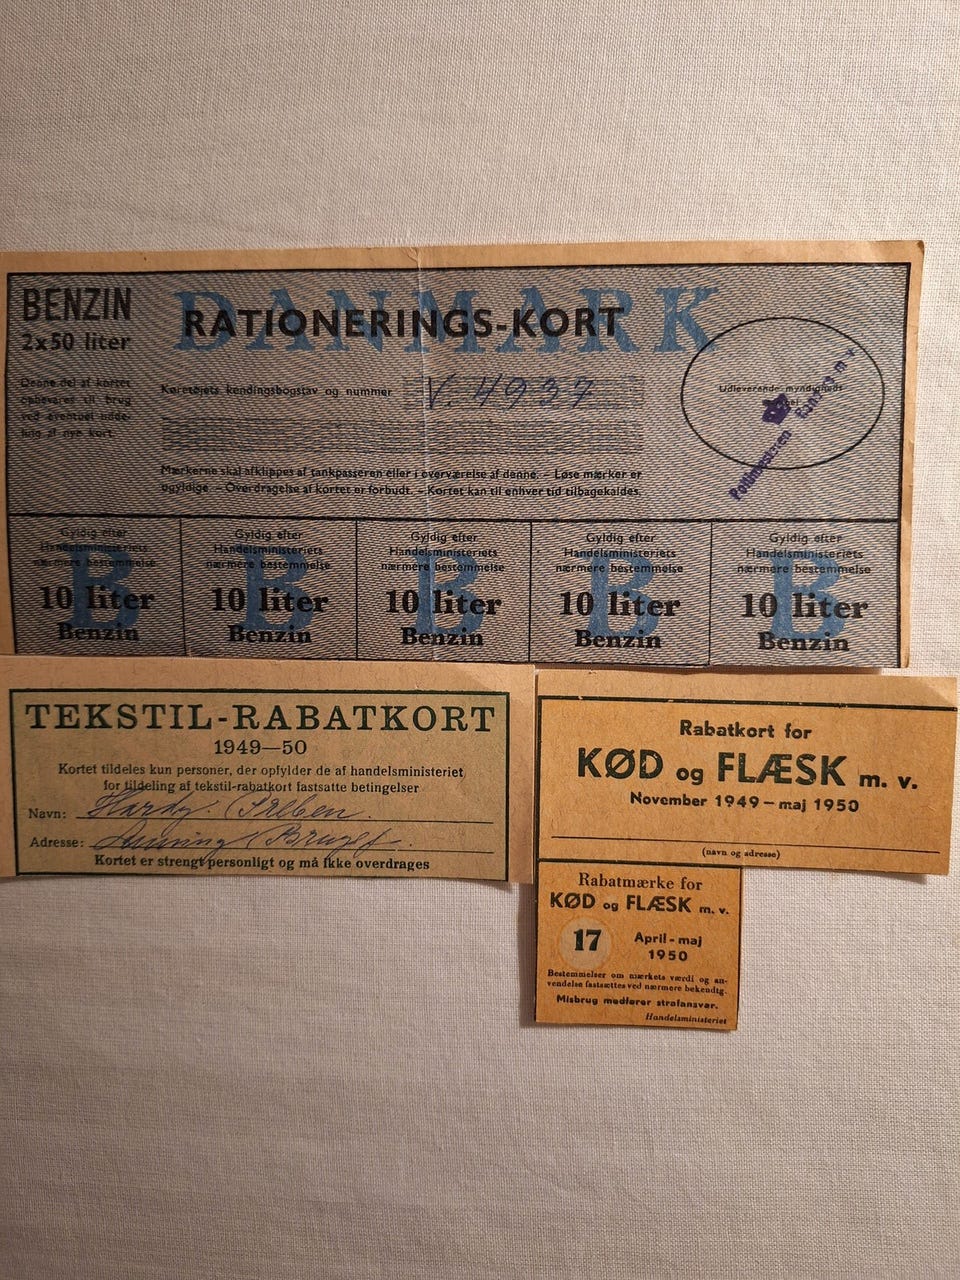 BENZIN
2x50 liter
DANMARK
RATIONERINGS-KORT
Denne del af kortet
opbevares til brug
ved eventuel udde-
ling af nye kort.
Køretøjets kendingsbogstav og nummer V. 4937
Udleverende myndigheds
Politimesteren
Mærkerne skal afklippes af tankpasseren eller i overværelse af denne. – Løse mærker er
ugyldige. – Overdragelse af kortet er forbudt. – Kortet kan til enhver tid tilbagekaldes.
B
Gyldig efter
Handelsministeriets
nærmere bestemmelse
10 liter
Benzin
B
Gyldig efter
Handelsministeriets
nærmere bestemmelse
10 liter
Benzin
B
Gyldig efter
Handelsministeriets
nærmere bestemmelse
10 liter
Benzin
B
Gyldig efter
Handelsministeriets
nærmere bestemmelse
10 liter
Benzin
B
Gyldig efter
Handelsministeriets
nærmere bestemmelse
10 liter
Benzin
TEKSTIL-RABATKORT
1949—50
Kortet tildeles kun personer, der opfylder de af handelsministeriet
for tildeling af tekstil-rabatkort fastsatte betingelser
Navn: Hardy
Adresse:
Kortet er strengt personligt og må ikke overdrages
Rabatkort for
KØD og FLÆSK m. v.
November 1949 – maj 1950
(navn og adresse)
Rabatmærke for
KØD og FLÆSK m. v.
17
April - maj
1950
Bestemmelser om mærkets værdi og an-
vendelse fastsættes ved nærmere bekendtg.
Misbrug medfører strafansvar.
Handelsministeriet